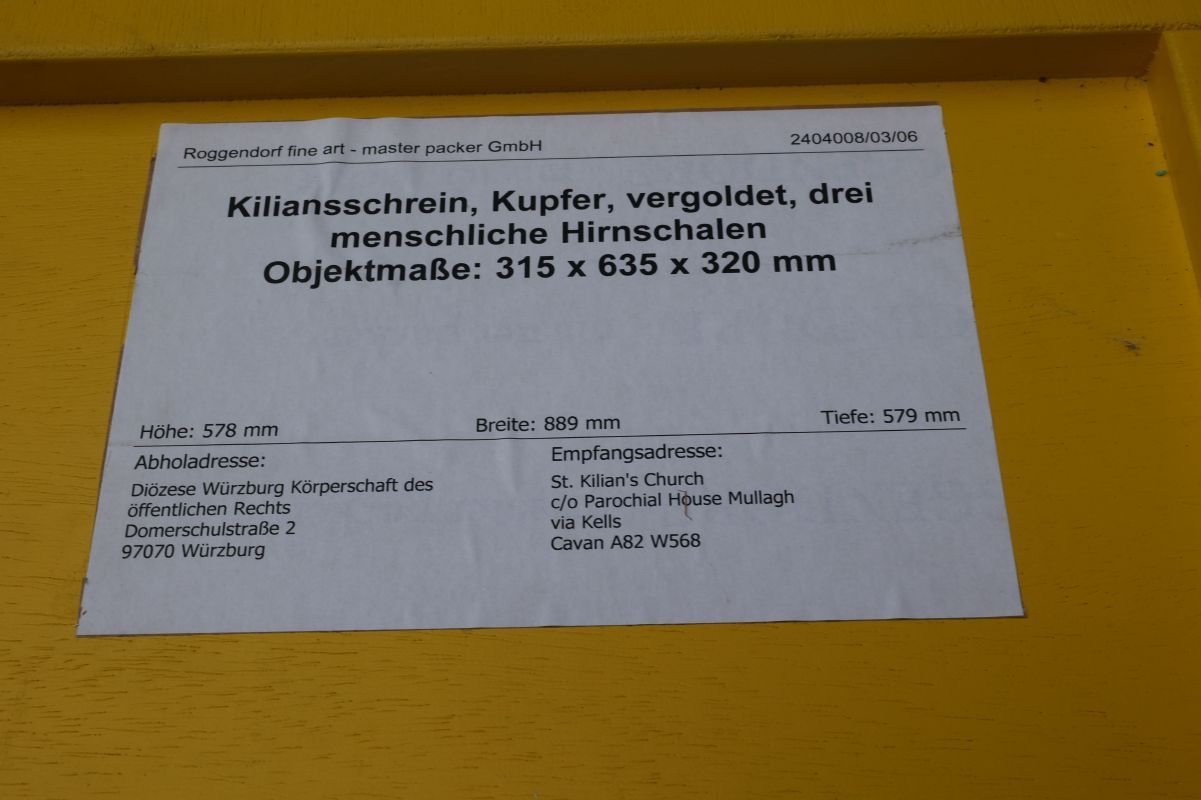 Roggendorf fine art - master packer GmbH 2404008/03/06
Kiliansschrein, Kupfer, vergoldet, drei
menschliche Hirnschalen
Objektmaße: 315 x 635 x 320 mm
Höhe: 578 mm Breite: 889 mm Tiefe: 579 mm
Abholadresse:
Diözese Würzburg Körperschaft des
öffentlichen Rechts
Domerschulstraße 2
97070 Würzburg
Empfangsadresse:
St. Kilian's Church
c/o Parochial House Mullagh
via Kells
Cavan A82 W568